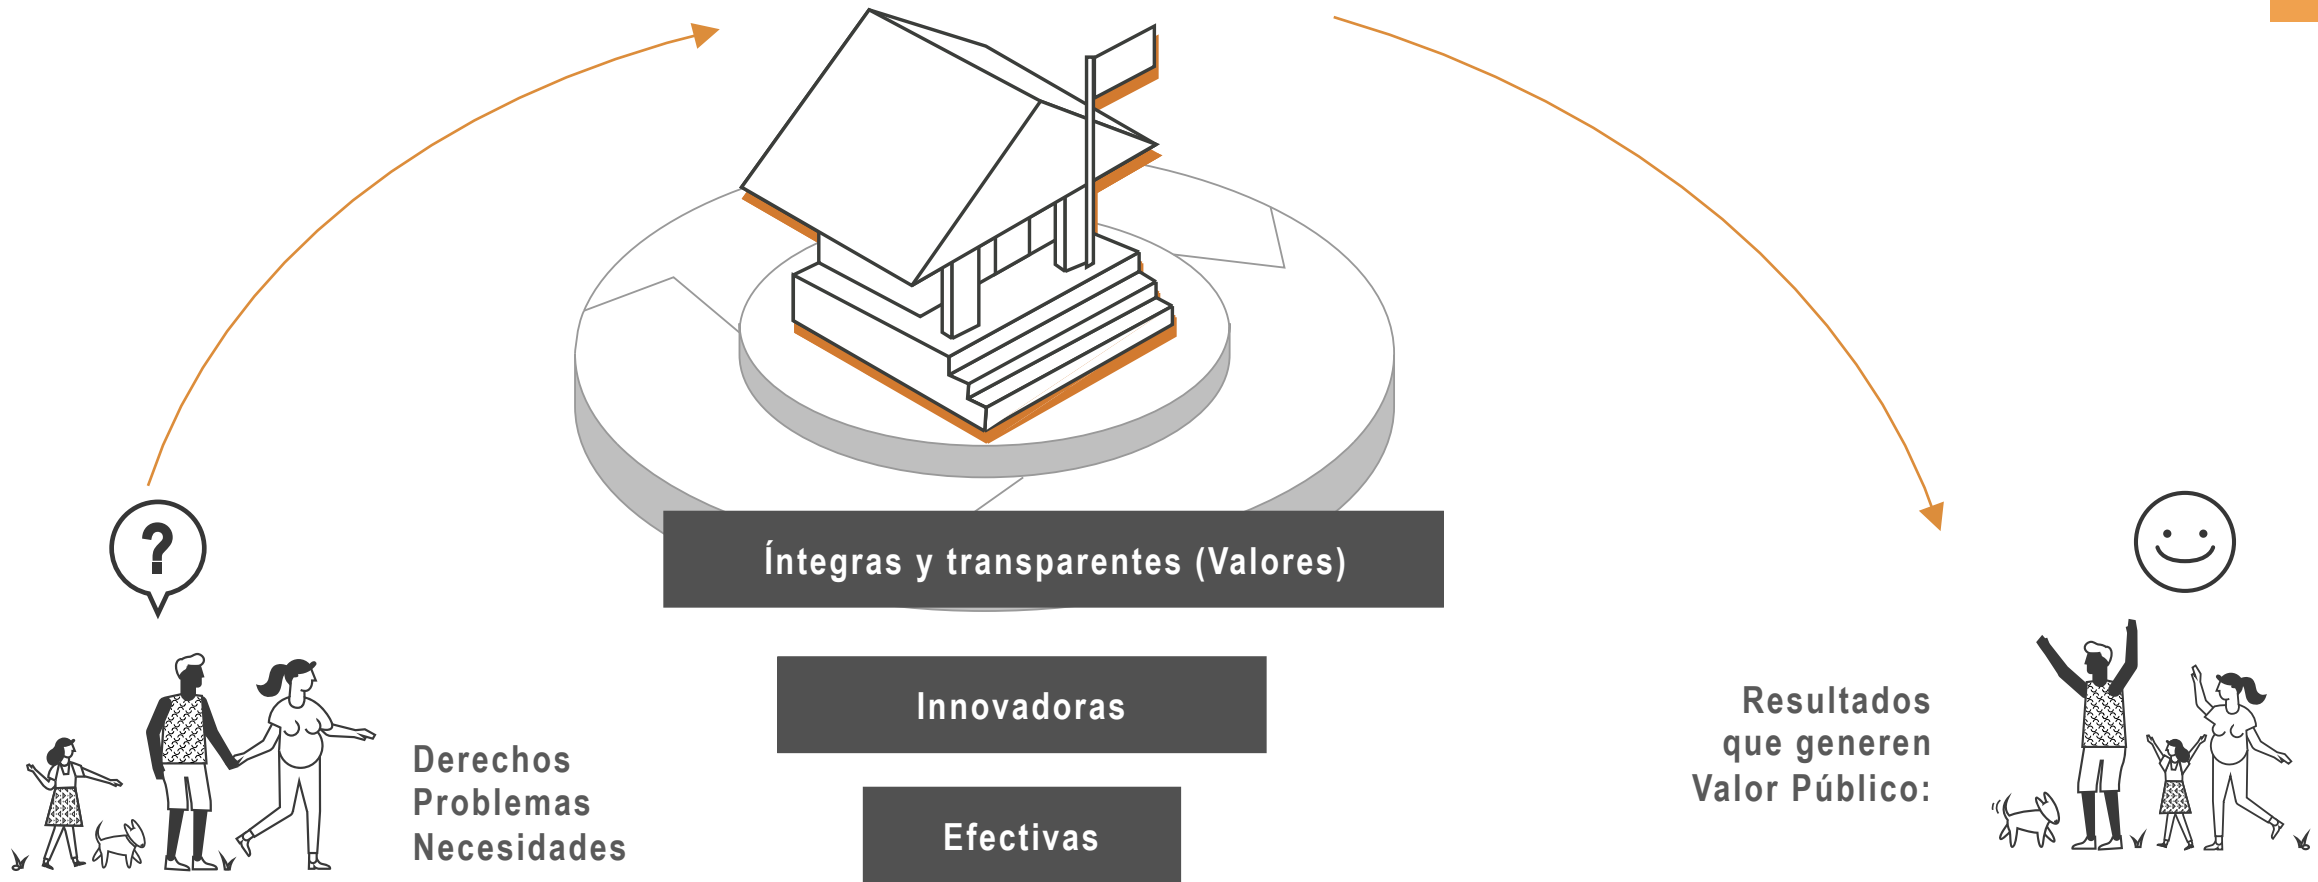 ?
Íntegras y transparentes (Valores)
Innovadoras
Efectivas
Derechos
Problemas
Necesidades
Resultados
que generen
Valor Público: